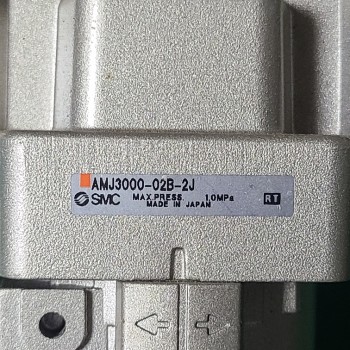 AMJ3000-02B-2J
SMC MAX.PRESS 1.0MPa
MADE IN JAPAN RT